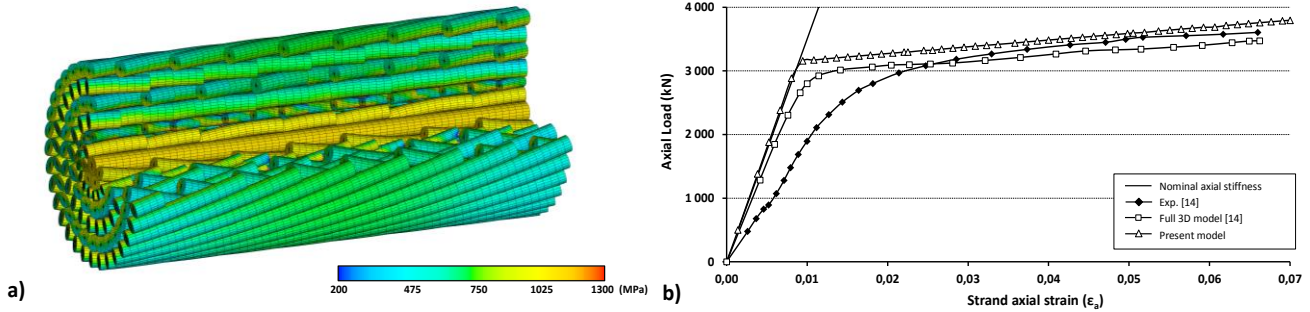 a)
200 475 750 1025 1300 (MPa)
b)
Axial Load (kN)
4 000
3 000
2 000
1 000
0
0,00 0,01 0,02 0,03 0,04 0,05 0,06 0,07
Strand axial strain (εa)
Nominal axial stiffness
Exp. [14]
Full 3D model [14]
Present model